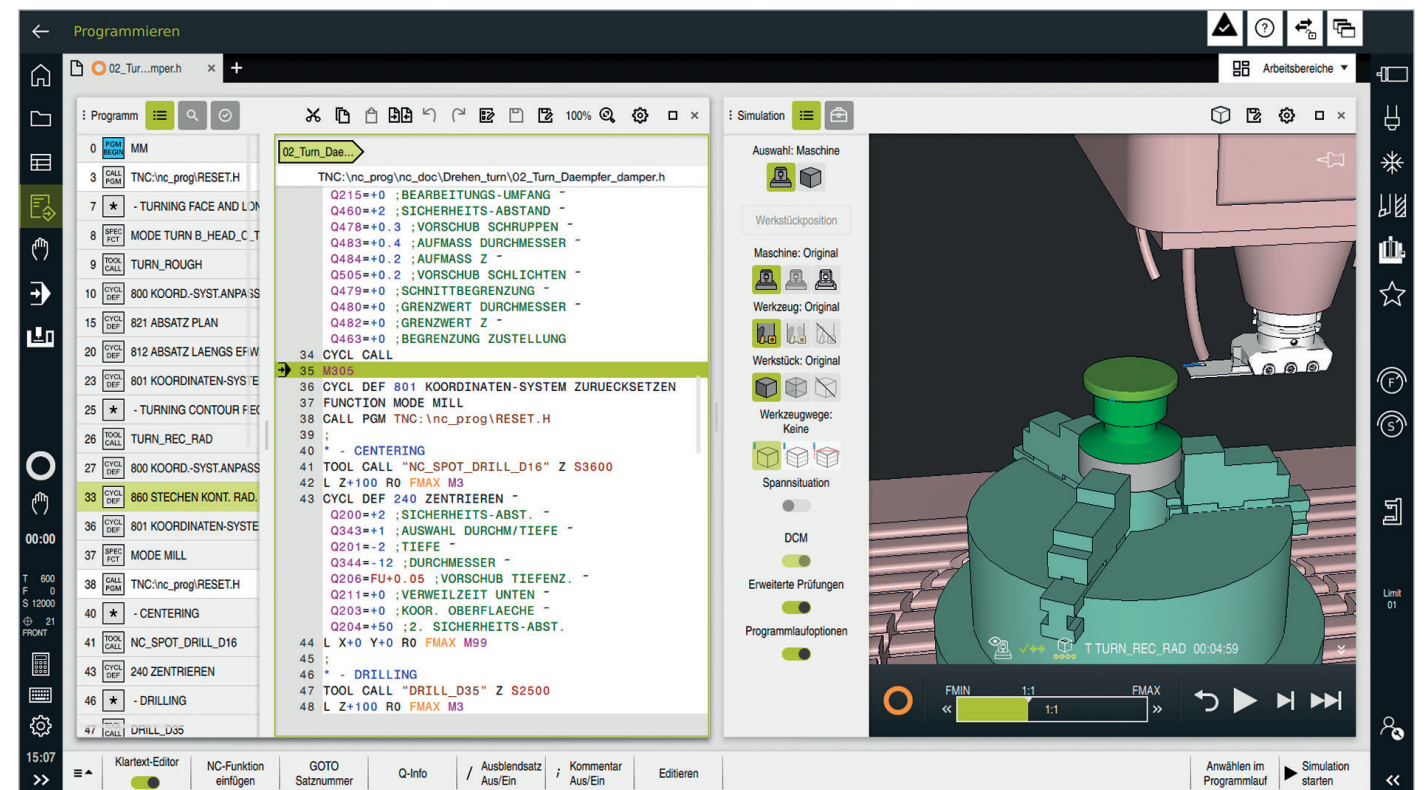 Programmieren
02_Tur...mper.h × +
Arbeitsbereiche
Programm
100%
0 PGM BEGIN MM
3 CALL PGM TNC:\nc_prog\RESET.H
7 * - TURNING FACE AND LON
8 SPEC FCT MODE TURN B_HEAD_C_T
9 TOOL CALL TURN_ROUGH
10 CYCL DEF 800 KOORD.-SYST.ANPASS
15 CYCL DEF 821 ABSATZ PLAN
20 CYCL DEF 812 ABSATZ LAENGS ERW.
23 CYCL DEF 801 KOORDINATEN-SYSTE
25 * - TURNING CONTOUR REC
26 TOOL CALL TURN_REC_RAD
27 CYCL DEF 800 KOORD.-SYST.ANPASS
33 CYCL DEF 860 STECHEN KONT. RAD.
36 CYCL DEF 801 KOORDINATEN-SYSTE
37 SPEC FCT MODE MILL
38 CALL PGM TNC:\nc_prog\RESET.H
40 * - CENTERING
41 TOOL CALL NC_SPOT_DRILL_D16
43 CYCL DEF 240 ZENTRIEREN
46 * - DRILLING
47 CALL DRILL_D35
02_Turn_Dae...
TNC:\nc_prog\nc_doc\Drehen_turn\02_Turn_Daempfer_damper.h
Q215=+0 ;BEARBEITUNGS-UMFANG ~
Q460=+2 ;SICHERHEITS-ABSTAND ~
Q478=+0.3 ;VORSCHUB SCHRUPPEN ~
Q483=+0.4 ;AUFMASS DURCHMESSER ~
Q484=+0.2 ;AUFMASS Z ~
Q505=+0.2 ;VORSCHUB SCHLICHTEN ~
Q479=+0 ;SCHNITTBEGRENZUNG ~
Q480=+0 ;GRENZWERT DURCHMESSER ~
Q482=+0 ;GRENZWERT Z ~
Q463=+0 ;BEGRENZUNG ZUSTELLUNG
34 CYCL CALL
35 M305
36 CYCL DEF 801 KOORDINATEN-SYSTEM ZURUECKSETZEN
37 FUNCTION MODE MILL
38 CALL PGM TNC:\nc_prog\RESET.H
39 ;
40 * - CENTERING
41 TOOL CALL "NC_SPOT_DRILL_D16" Z S3600
42 L Z+100 R0 FMAX M3
43 CYCL DEF 240 ZENTRIEREN ~
Q200=+2 ;SICHERHEITS-ABST. ~
Q343=+1 ;AUSWAHL DURCHM/TIEFE ~
Q201=-2 ;TIEFE ~
Q344=-12 ;DURCHMESSER ~
Q206=FU+0.05 ;VORSCHUB TIEFENZ. ~
Q211=+0 ;VERWEILZEIT UNTEN ~
Q203=+0 ;KOOR. OBERFLAECHE ~
Q204=+50 ;2. SICHERHEITS-ABST.
44 L X+0 Y+0 R0 FMAX M99
45 ;
46 * - DRILLING
47 TOOL CALL "DRILL_D35" Z S2500
48 L Z+100 R0 FMAX M3
Simulation
Auswahl: Maschine
Werkstückposition
Maschine: Original
Werkzeug: Original
Werkstück: Original
Werkzeugwege:
Keine
Spannsituation
DCM
Erweiterte Prüfungen
Programmlaufoptionen
T TURN_REC_RAD 00:04:59
FMIN 1:1 FMAX
« 1:1 »
00:00
T 600
F 0
S 12000
21
FRONT
15:07
F
S
Limit
01
Klartext-Editor
NC-Funktion
einfügen
GOTO
Satznummer
Q-Info
/ Ausblendsatz
Aus/Ein
; Kommentar
Aus/Ein
Editieren
Anwählen im
Programmlauf
Simulation
starten